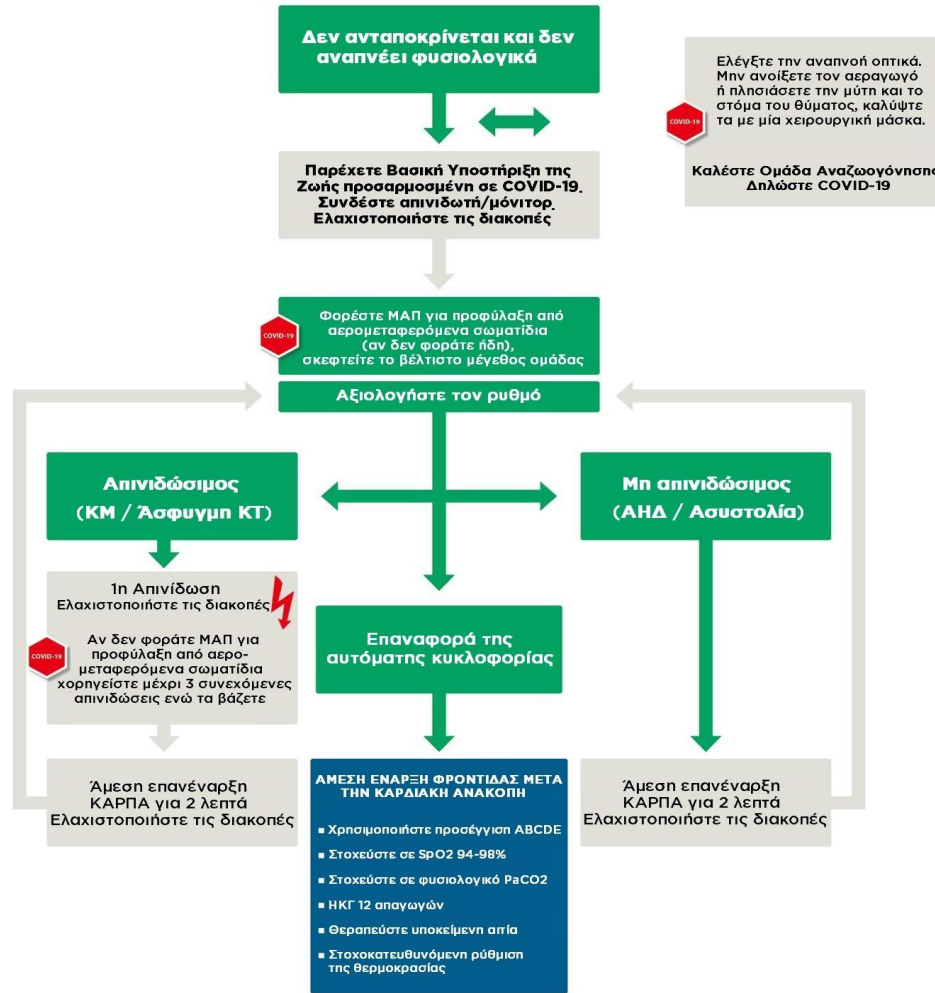 Δεν ανταποκρίνεται και δεν
αναπνέει φυσιολογικά
Ελέγξτε την αναπνοή οπτικά.
Μην ανοίξετε τον αεραγωγό
ή πλησιάσετε την μύτη και το
στόμα του θύματος, καλύψτε
τα με μία χειρουργική μάσκα.
COVID-19
Καλέστε Ομάδα Αναζωογόνησης
Δηλώστε COVID-19
Παρέχετε Βασική Υποστήριξη της
Ζωής προσαρμοσμένη σε COVID-19.
Συνδέστε απινιδωτή/μόνιτορ.
Ελαχιστοποιήστε τις διακοπές
COVID-19
Φορέστε ΜΑΠ για προφύλαξη από
αερομεταφερόμενα σωματίδια
(αν δεν φοράτε ήδη),
σκεφτείτε το βέλτιστο μέγεθος ομάδας
Αξιολογήστε τον ρυθμό
Απινιδώσιμος
(ΚΜ / Άσφυγμη ΚΤ)
Μη απινιδώσιμος
(ΑΗΔ / Ασυστολία)
1η Απινίδωση
Ελαχιστοποιήστε τις διακοπές
COVID-19
Αν δεν φοράτε ΜΑΠ για
προφύλαξη από αερο-
μεταφερόμενα σωματίδια
χορηγείστε μέχρι 3 συνεχόμενες
απινιδώσεις ενώ τα βάζετε
Επαναφορά της
αυτόματης κυκλοφορίας
Άμεση επανέναρξη
ΚΑΡΠΑ για 2 λεπτά
Ελαχιστοποιήστε τις διακοπές
ΑΜΕΣΗ ΕΝΑΡΞΗ ΦΡΟΝΤΙΔΑΣ ΜΕΤΑ
ΤΗΝ ΚΑΡΔΙΑΚΗ ΑΝΑΚΟΠΗ
▪ Χρησιμοποιήστε προσέγγιση ABCDE
▪ Στοχεύστε σε SpO2 94-98%
▪ Στοχεύστε σε φυσιολογικό PaCO2
▪ ΗΚΓ 12 απαγωγών
▪ Θεραπεύστε υποκείμενη αιτία
▪ Στοχοκατευθυνόμενη ρύθμιση
της θερμοκρασίας
Άμεση επανέναρξη
ΚΑΡΠΑ για 2 λεπτά
Ελαχιστοποιήστε τις διακοπές